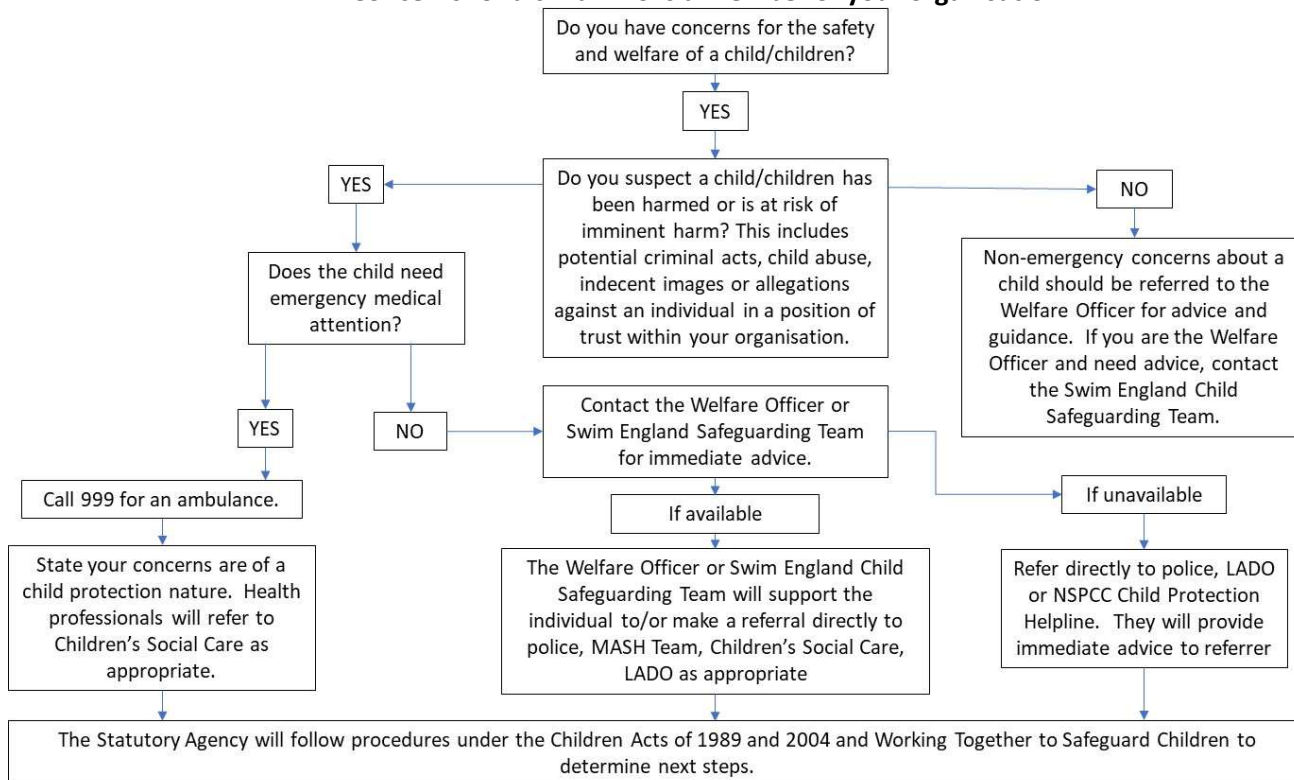 Do you have concerns for the safety
and welfare of a child/children?
YES
YES
Do you suspect a child/children has
been harmed or is at risk of
imminent harm? This includes
potential criminal acts, child abuse,
indecent images or allegations
against an individual in a position of
trust within your organisation.
NO
Does the child need
emergency medical
attention?
Non-emergency concerns about a
child should be referred to the
Welfare Officer for advice and
guidance. If you are the Welfare
Officer and need advice, contact
the Swim England Child
Safeguarding Team.
YES
NO
Contact the Welfare Officer or
Swim England Safeguarding Team
for immediate advice.
Call 999 for an ambulance.
If available
If unavailable
State your concerns are of a
child protection nature. Health
professionals will refer to
Children's Social Care as
appropriate.
The Welfare Officer or Swim England Child
Safeguarding Team will support the
individual to/or make a referral directly to
police, MASH Team, Children's Social Care,
LADO as appropriate
Refer directly to police, LADO
or NSPCC Child Protection
Helpline. They will provide
immediate advice to referrer
The Statutory Agency will follow procedures under the Children Acts of 1989 and 2004 and Working Together to Safeguard Children to
determine next steps.